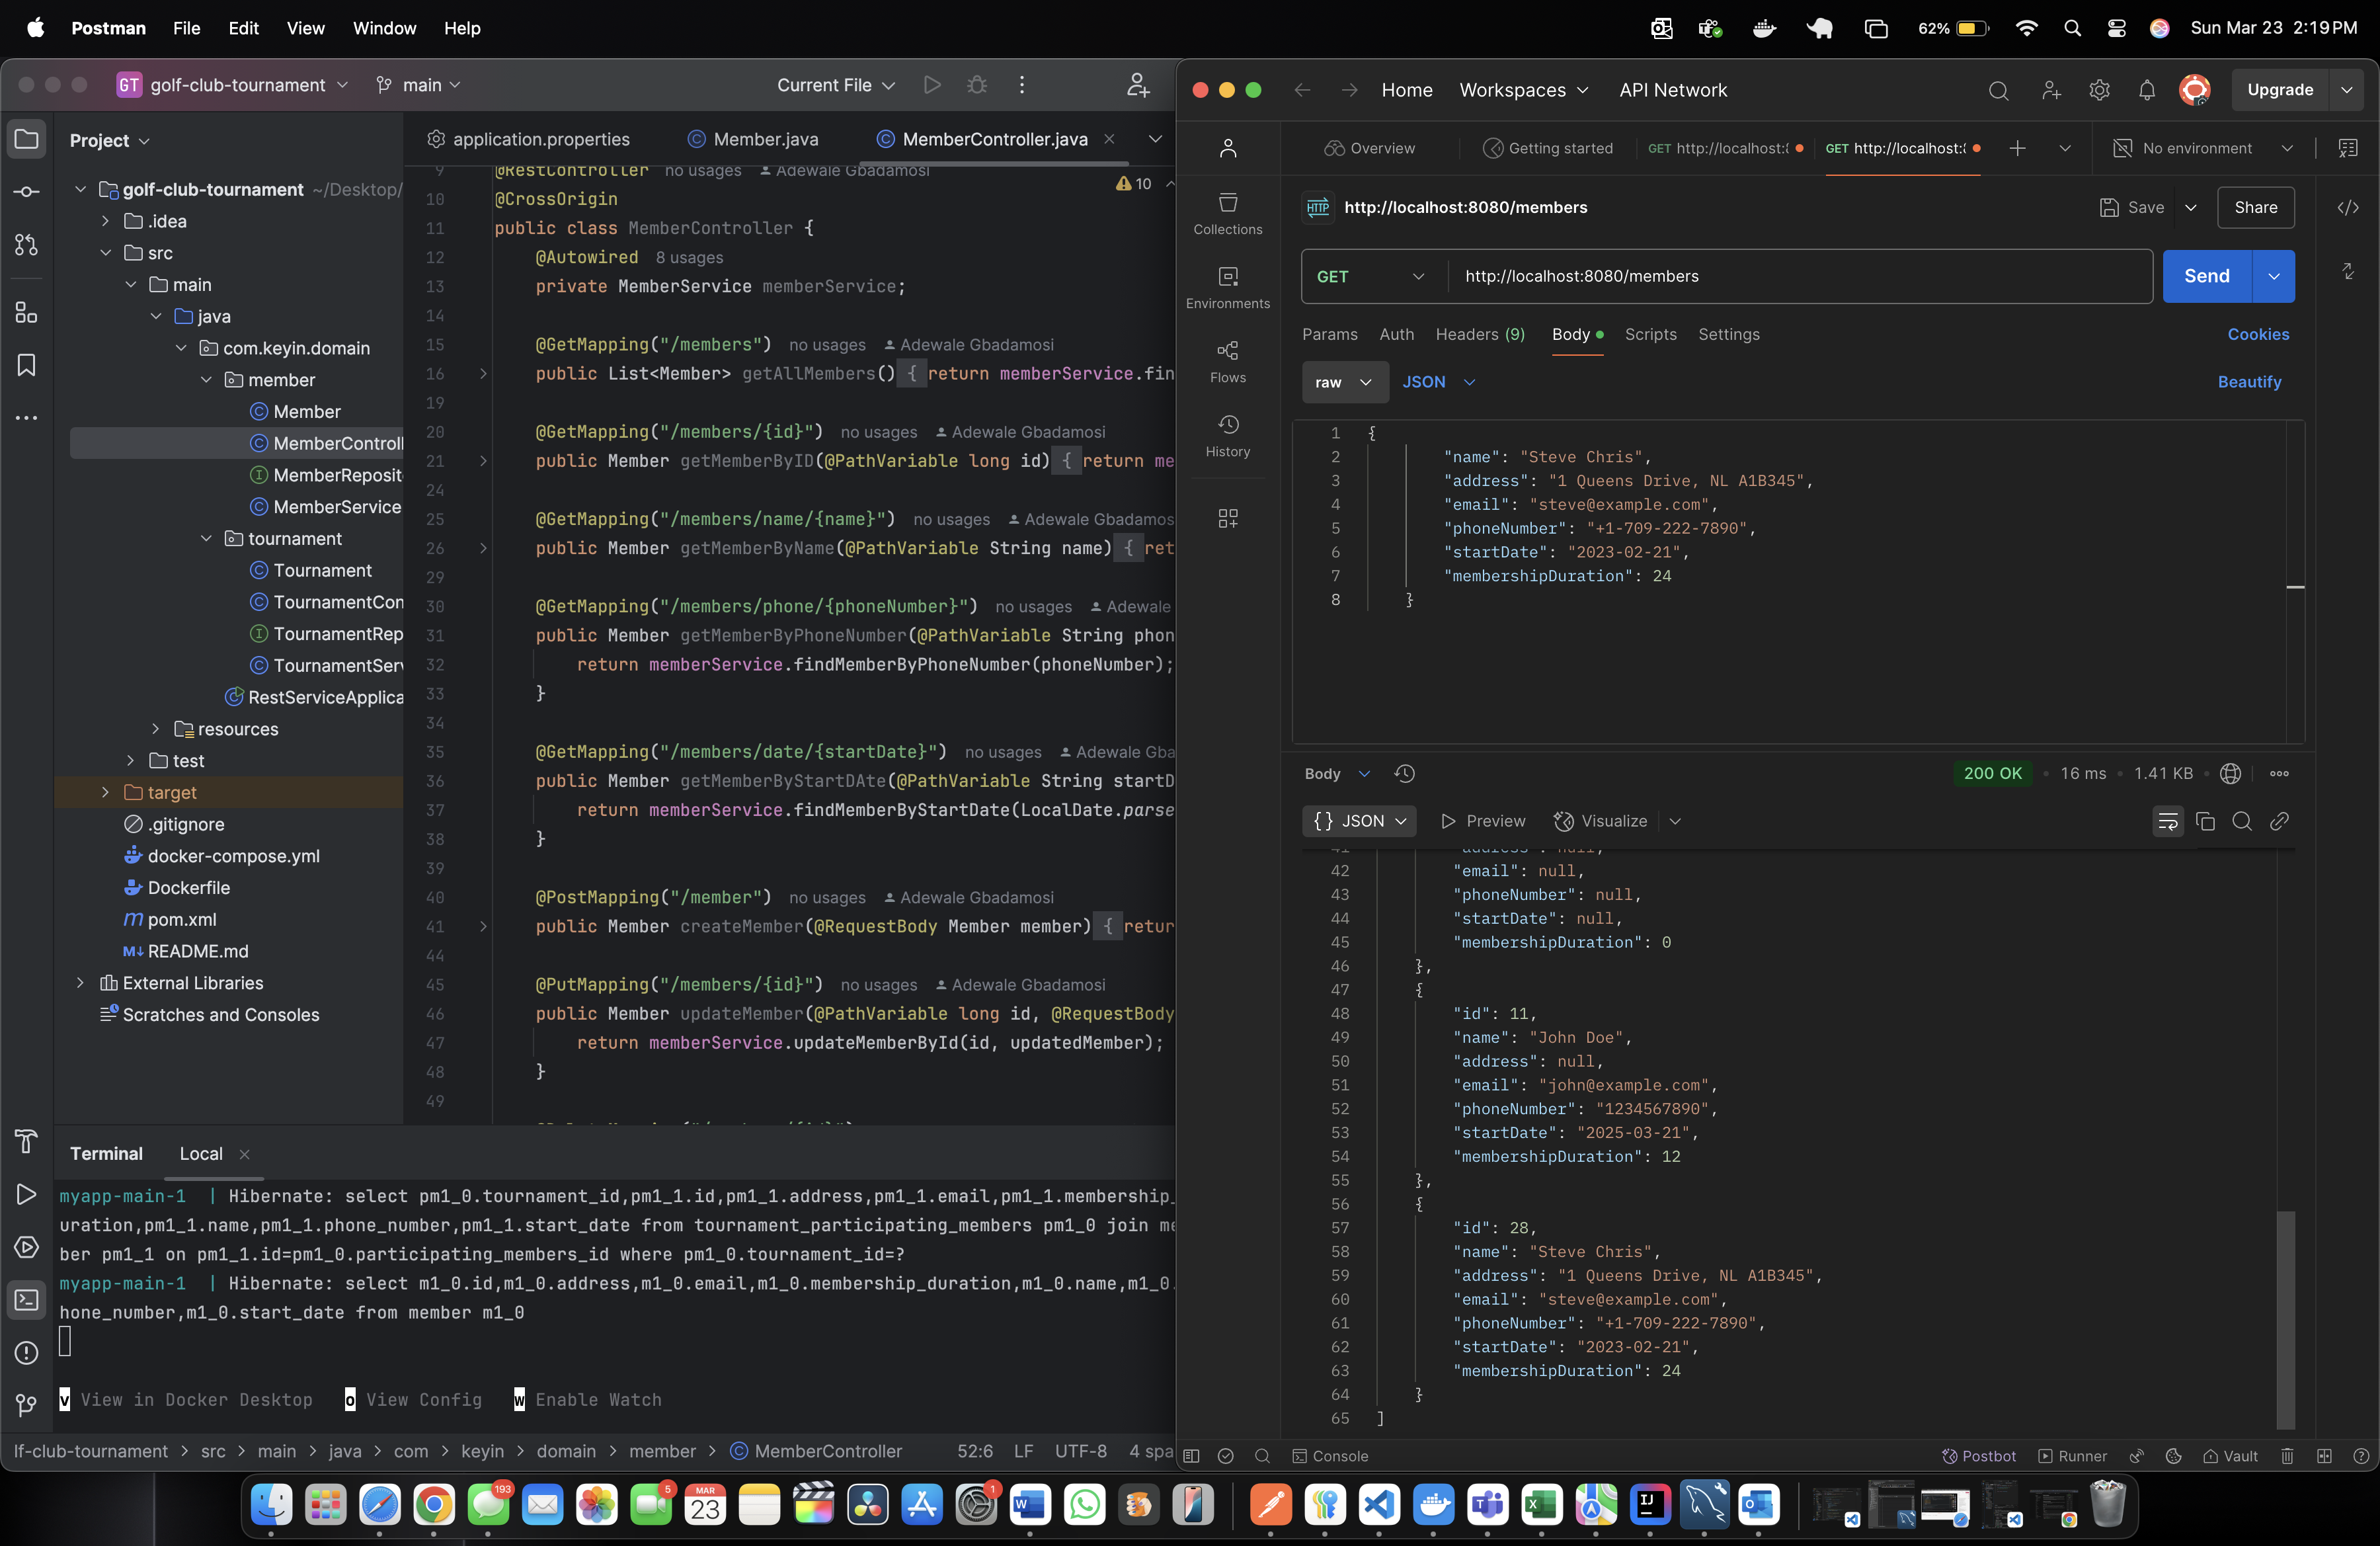 Postman File Edit View Window Help 62% Sun Mar 23 2:19 PM
GT golf-club-tournament main Current File
Project
golf-club-tournament ~/Desktop/
.idea
src
main
java
com.keyin.domain
member
Member
MemberControll
MemberReposit
MemberService
tournament
Tournament
TournamentCon
TournamentRep
TournamentServ
RestServiceApplica
resources
test
target
.gitignore
docker-compose.yml
Dockerfile
pom.xml
README.md
External Libraries
Scratches and Consoles
application.properties Member.java MemberController.java
10
9 @RestController no usages Adewale Gbadamosi
10 @CrossOrigin
11 public class MemberController {
12 @Autowired 8 usages
13 private MemberService memberService;
14
15 @GetMapping("/members") no usages Adewale Gbadamosi
16 public List<Member> getAllMembers() { return memberService.fin
19
20 @GetMapping("/members/{id}") no usages Adewale Gbadamosi
21 public Member getMemberByID(@PathVariable long id) { return me
24
25 @GetMapping("/members/name/{name}") no usages Adewale Gbadamos
26 public Member getMemberByName(@PathVariable String name) { ret
29
30 @GetMapping("/members/phone/{phoneNumber}") no usages Adewale
31 public Member getMemberByPhoneNumber(@PathVariable String phon
32 return memberService.findMemberByPhoneNumber(phoneNumber);
33 }
34
35 @GetMapping("/members/date/{startDate}") no usages Adewale Gba
36 public Member getMemberByStartDAte(@PathVariable String startD
37 return memberService.findMemberByStartDate(LocalDate.parse
38 }
39
40 @PostMapping("/member") no usages Adewale Gbadamosi
41 public Member createMember(@RequestBody Member member) { retur
44
45 @PutMapping("/members/{id}") no usages Adewale Gbadamosi
46 public Member updateMember(@PathVariable long id, @RequestBody
47 return memberService.updateMemberById(id, updatedMember);
48 }
49
Terminal Local
myapp-main-1 | Hibernate: select pm1_0.tournament_id,pm1_1.id,pm1_1.address,pm1_1.email,pm1_1.membership_
uration,pm1_1.name,pm1_1.phone_number,pm1_1.start_date from tournament_participating_members pm1_0 join me
ber pm1_1 on pm1_1.id=pm1_0.participating_members_id where pm1_0.tournament_id=?
myapp-main-1 | Hibernate: select m1_0.id,m1_0.address,m1_0.email,m1_0.membership_duration,m1_0.name,m1_0.
hone_number,m1_0.start_date from member m1_0
v View in Docker Desktop o View Config w Enable Watch
lf-club-tournament > src > main > java > com > keyin > domain > member > MemberController 52:6 LF UTF-8 4 spa
Home Workspaces API Network Upgrade
Overview Getting started GET http://localhost: GET http://localhost: No environment
HTTP http://localhost:8080/members Save Share
Collections
Environments
Flows
History
GET http://localhost:8080/members Send
Params Auth Headers (9) Body Scripts Settings Cookies
raw JSON Beautify
1 {
2 "name": "Steve Chris",
3 "address": "1 Queens Drive, NL A1B345",
4 "email": "steve@example.com",
5 "phoneNumber": "+1-709-222-7890",
6 "startDate": "2023-02-21",
7 "membershipDuration": 24
8 }
Body 200 OK 16 ms 1.41 KB
{} JSON Preview Visualize
41 "address": null,
42 "email": null,
43 "phoneNumber": null,
44 "startDate": null,
45 "membershipDuration": 0
46 },
47 {
48 "id": 11,
49 "name": "John Doe",
50 "address": null,
51 "email": "john@example.com",
52 "phoneNumber": "1234567890",
53 "startDate": "2025-03-21",
54 "membershipDuration": 12
55 },
56 {
57 "id": 28,
58 "name": "Steve Chris",
59 "address": "1 Queens Drive, NL A1B345",
60 "email": "steve@example.com",
61 "phoneNumber": "+1-709-222-7890",
62 "startDate": "2023-02-21",
63 "membershipDuration": 24
64 }
65 ]
Console Postbot Runner Vault
193 5 MAR 23 1